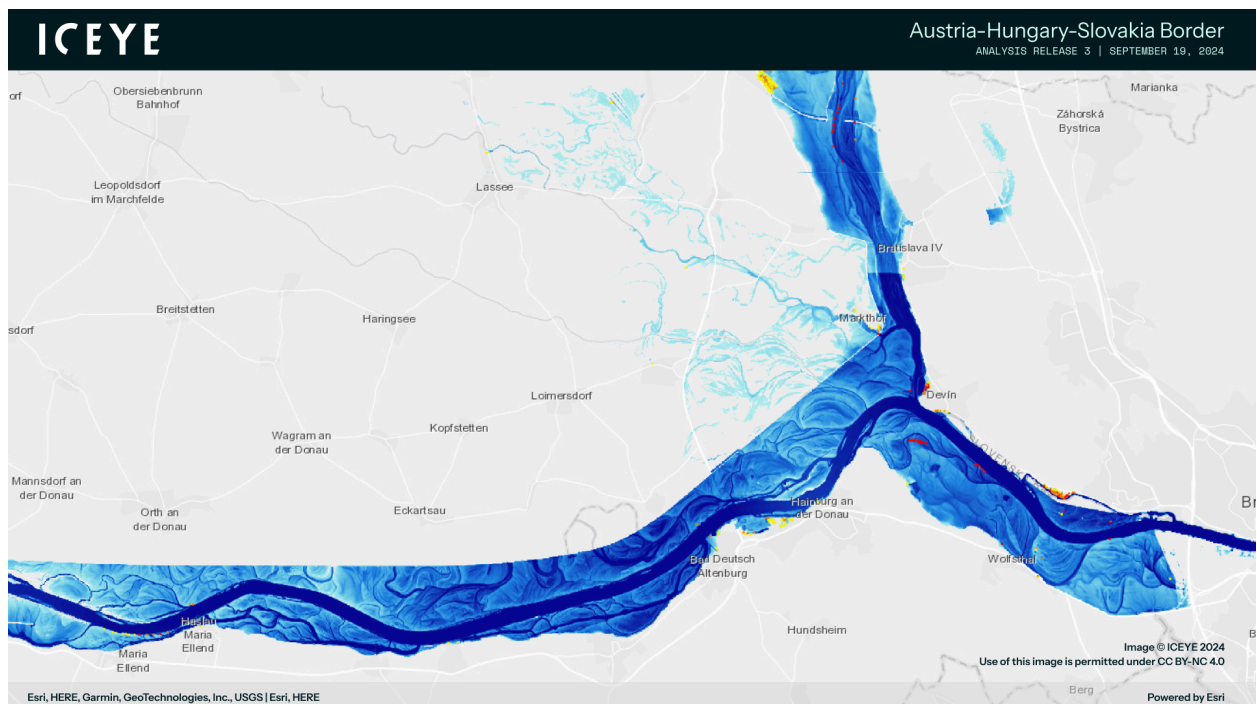 ICEYE
Austria-Hungary-Slovakia Border
ANALYSIS RELEASE 3 | SEPTEMBER 19, 2024
Obersiebenbrunn
Bahnhof
orf
Marianka
Záhorská
Bystrica
Leopoldsdorf
im Marchfelde
Lassee
Bratislava IV
Breitstetten
Haringsee
Markthof
sdorf
Loimersdorf
Devín
Kopfstetten
Wagram an
der Donau
SLOVENSK
Mannsdorf an
der Donau
Orth an
der Donau
Eckartsau
Hainburg an
der Donau
Br
Bad Deutsch
Altenburg
Wolfsthal
Haslau
Maria
Ellend
Maria
Ellend
Hundsheim
B
Image © ICEYE 2024
Use of this image is permitted under CC BY-NC 4.0
Berg
Esri, HERE, Garmin, GeoTechnologies, Inc., USGS | Esri, HERE
Powered by Esri